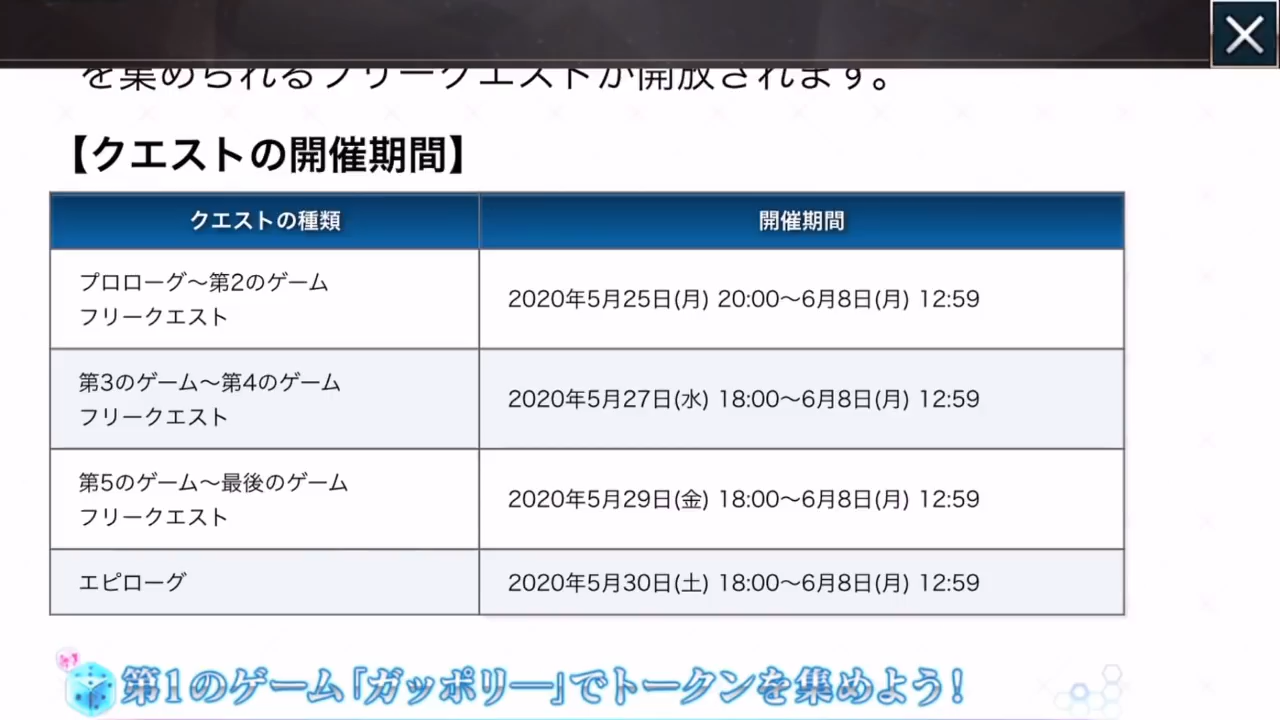 を集められるフリークエストが開放されます。
【クエストの開催期間】
クエストの種類
開催期間
プロローグ～第2のゲーム
フリークエスト
2020年5月25日(月) 20:00～6月8日(月) 12:59
第3のゲーム～第4のゲーム
フリークエスト
2020年5月27日(水) 18:00～6月8日(月) 12:59
第5のゲーム～最後のゲーム
フリークエスト
2020年5月29日(金) 18:00～6月8日(月) 12:59
エピローグ
2020年5月30日(土) 18:00～6月8日(月) 12:59
第1のゲーム「ガッポリー」でトークンを集めよう！